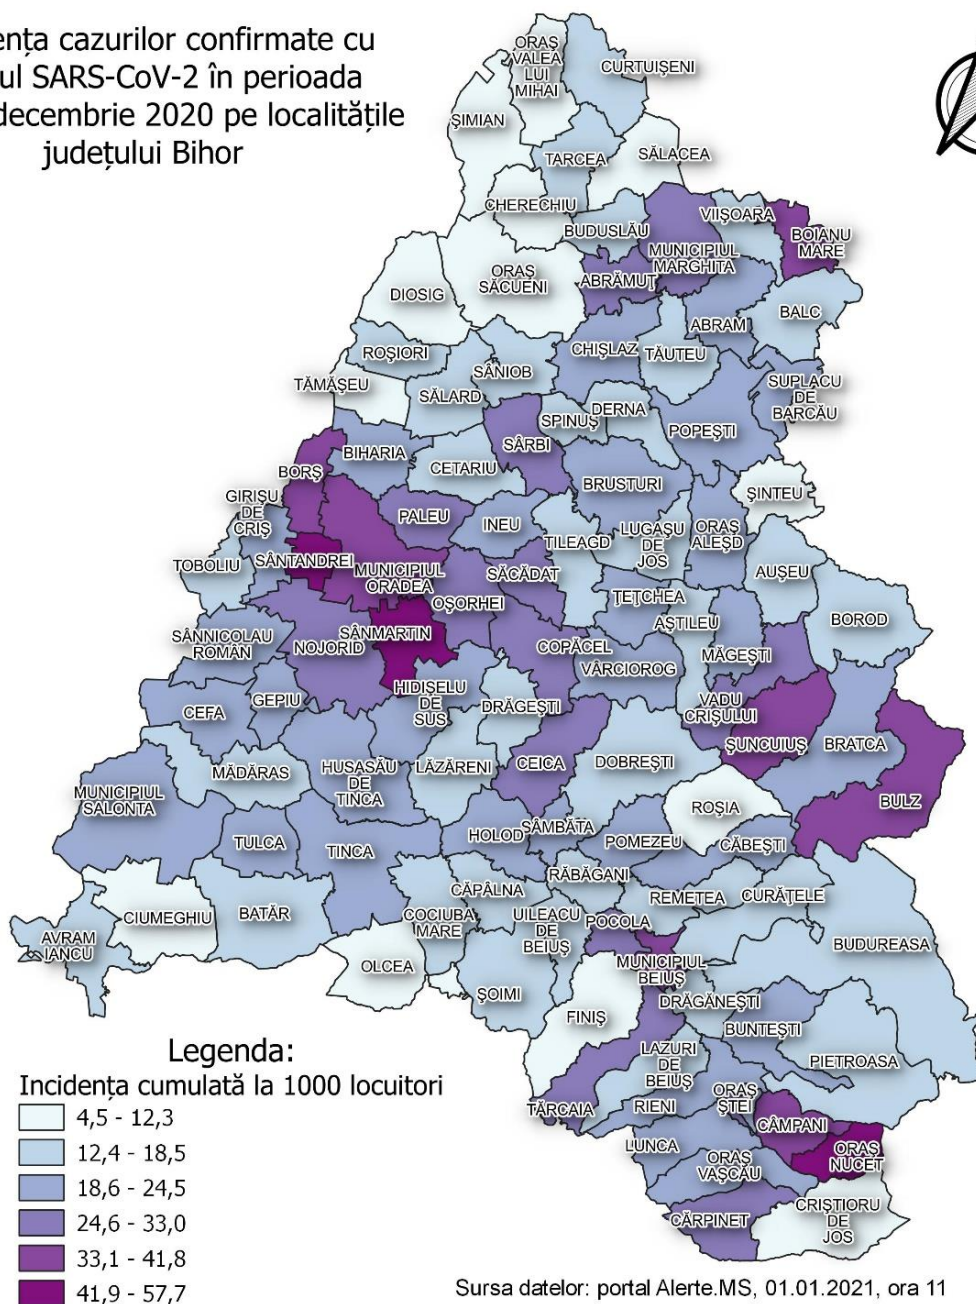 ența cazurilor confirmate cu
ul SARS-CoV-2 în perioada
decembrie 2020 pe localitățile
județului Bihor
ORAȘ
VALEA
LUI
MIHAI
CURTUIȘENI
ȘIMIAN
TARCEA
SĂLACEA
CHERECHIU
BUDUSLĂU
VIIȘOARA
BOIANU
MARE
MUNICIPIUL
MARGHITA
ABRĂMUȚ
ORAȘ
SĂCUENI
DIOSIG
BALC
ABRAM
ROȘIORI
CHIȘLAZ
TĂUTEU
SÂNIOB
TĂMĂȘEU
SĂLARD
SUPLACU
DE
BARCĂU
DERNA
SPINUȘ
POPEȘTI
SÂRBI
BIHARIA
CETARIU
BORȘ
BRUSTURI
ȘINTEU
GIRIȘU
DE
CRIȘ
PALEU
INEU
TILEAGD
LUGAȘU
DE
JOS
ORAȘ
ALEȘD
TOBOLIU
SÂNTANDREI
MUNICIPIUL
ORADEA
SĂCĂDAT
AUȘEU
OȘORHEI
ȚEȚCHEA
AȘTILEU
BOROD
SÂNNICOLAU
ROMÂN
NOJORID
SÂNMARTIN
COPĂCEL
VÂRCIOROG
MĂGEȘTI
HIDIȘELU
DE
SUS
DRĂGEȘTI
VADU
CRIȘULUI
CEFA
GEPIU
ȘUNCUIUȘ
BRATCA
MĂDĂRAS
HUSASĂU
DE
TINCA
LĂZĂRENI
CEICA
DOBREȘTI
MUNICIPIUL
SALONTA
ROȘIA
BULZ
TULCA
TINCA
HOLOD
SÂMBĂTA
POMEZEU
CĂBEȘTI
RĂBĂGANI
CĂPÂLNA
REMETEA
CURĂȚELE
CIUMEGHIU
BATĂR
COCIUBA
MARE
UILEACU
DE
BEIUȘ
POCOLA
AVRAM
IANCU
BUDUREASA
OLCEA
MUNICIPIUL
BEIUȘ
ȘOIMI
DRĂGĂNEȘTI
FINIȘ
BUNTEȘTI
LAZURI
DE
BEIUȘ
PIETROASA
ORAȘ
ȘTEI
TĂRCAIA
RIENI
CÂMPANI
LUNCA
ORAȘ
NUCET
ORAȘ
VAȘCĂU
CĂRPINET
CRIȘTIORU
DE
JOS
Legenda:
Incidența cumulată la 1000 locuitori
4,5 - 12,3
12,4 - 18,5
18,6 - 24,5
24,6 - 33,0
33,1 - 41,8
41,9 - 57,7
Sursa datelor: portal Alerte.MS, 01.01.2021, ora 11